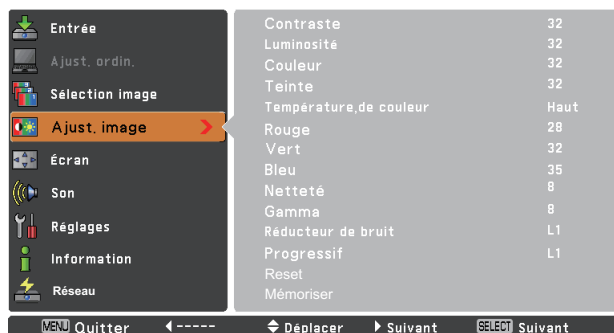 Entrée
Ajust. ordin.
Sélection image
Ajust. image
Écran
Son
Réglages
Information
Réseau
Contraste 32
Luminosité 32
Couleur 32
Teinte 32
Température.de couleur Haut
Rouge 28
Vert 32
Bleu 35
Netteté 8
Gamma 8
Réducteur de bruit L1
Progressif L1
Reset
Mémoriser
MENU Quitter ----- Déplacer Suivant SELECT Suivant